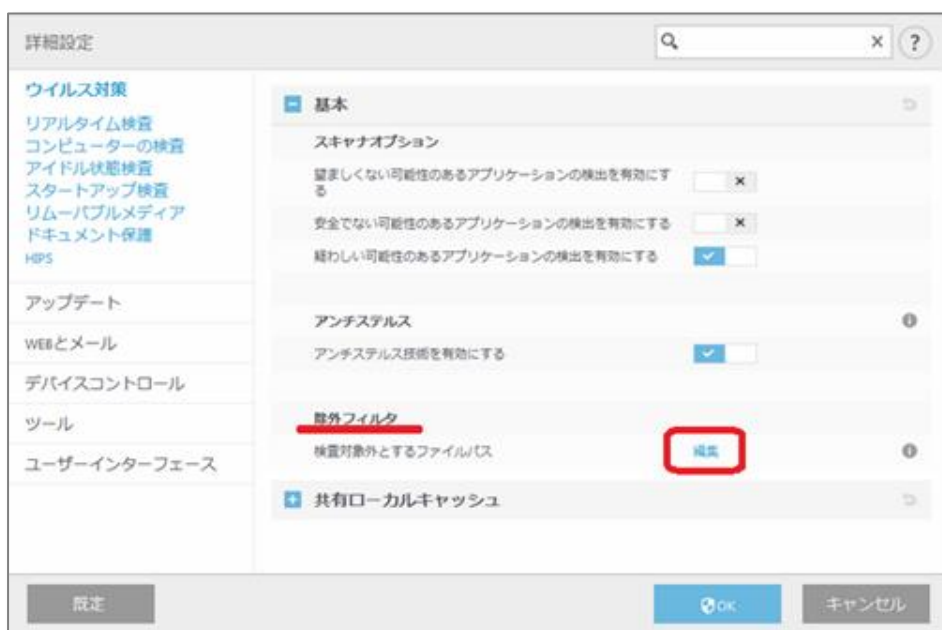 詳細設定
ウイルス対策
リアルタイム検査
コンピューターの検査
アイドル状態検査
スタートアップ検査
リムーバブルメディア
ドキュメント保護
HIPS
アップデート
WEBとメール
デバイスコントロール
ツール
ユーザーインターフェース
基本
スキャナオプション
望ましくない可能性のあるアプリケーションの検出を有効にす
る
安全でない可能性のあるアプリケーションの検出を有効にする
疑わしい可能性のあるアプリケーションの検出を有効にする
アンチステルス
アンチステルス技術を有効にする
除外フィルタ
検査対象外とするファイルパス
編集
共有ローカルキャッシュ
既定
OK
キャンセル